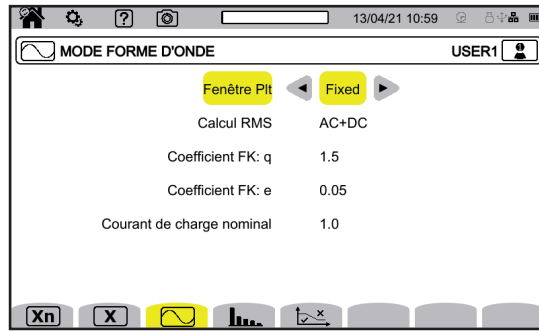 ? 13/04/21 10:59
MODE FORME D'ONDE USER1
Fenêtre Plt Fixed
Calcul RMS AC+DC
Coefficient FK: q 1.5
Coefficient FK: e 0.05
Courant de charge nominal 1.0
Xn X